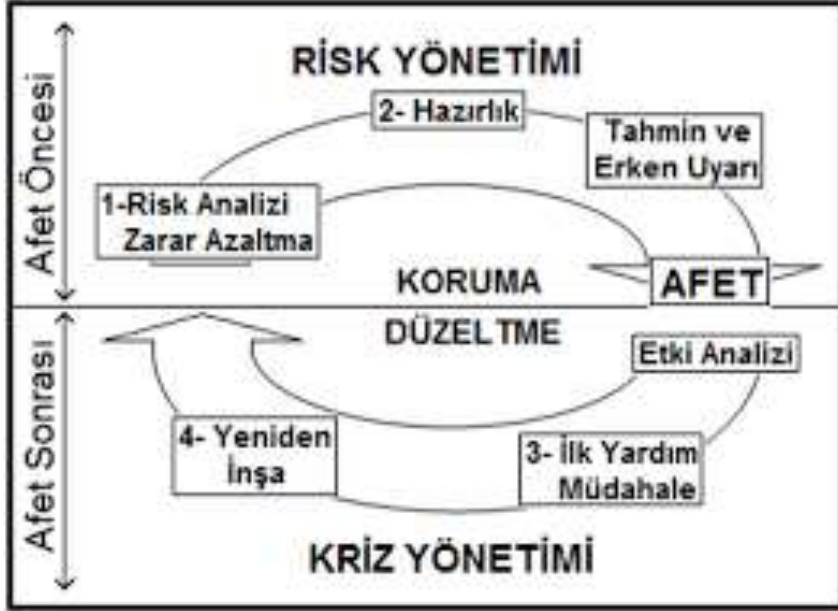 RİSK YÖNETİMİ
2- Hazırlık
Tahmin ve
Erken Uyarı
Afet Öncesi
1-Risk Analizi
Zarar Azaltma
KORUMA
AFET
DÜZELTME
Etki Analizi
Afet Sonrası
4- Yeniden
İnşa
3- İlk Yardım
Müdahale
KRİZ YÖNETİMİ